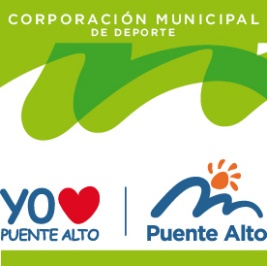 CORPORACIÓN MUNICIPAL
DE DEPORTE
YO
PUENTE ALTO
Puente Alto